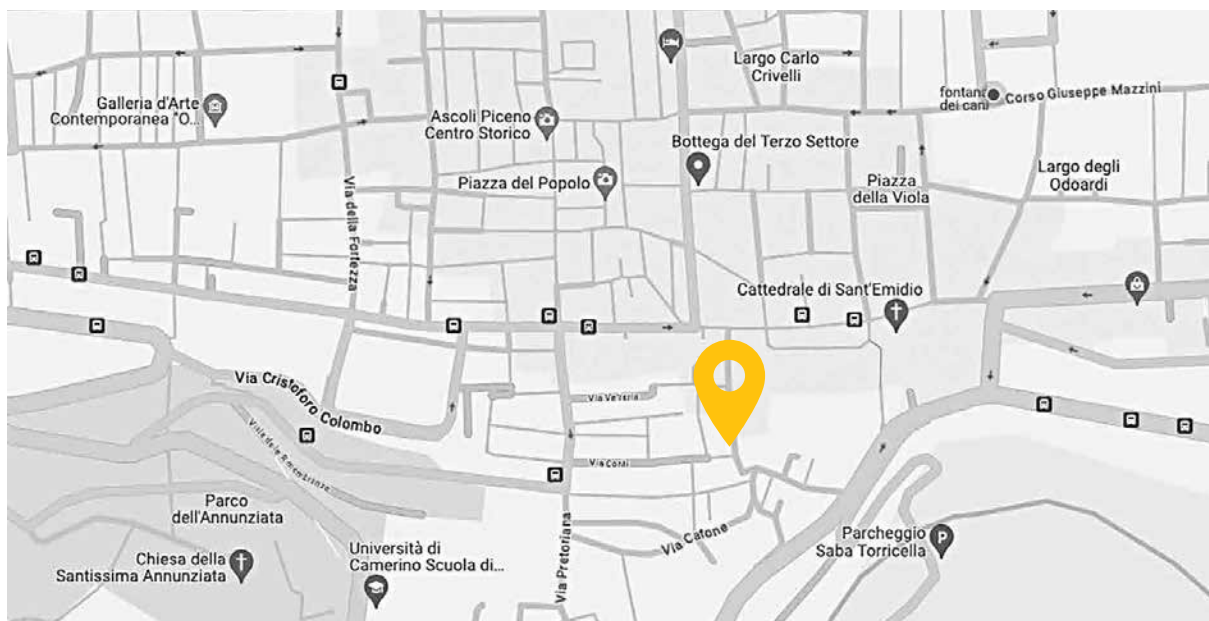 Largo Carlo
Crivelli
fontana
dei cani
Corso Giuseppe Mazzini
Galleria d'Arte
Contemporanea "O...
Ascoli Piceno
Centro Storico
Bottega del Terzo Settore
Largo degli
Odoardi
Piazza del Popolo
Piazza
della Viola
Via della Fortezza
Cattedrale di Sant'Emidio
Via Cristoforo Colombo
Via Corsi
Viale delle Rimembranze
Parco
dell'Annunziata
Via Catone
Parcheggio
Saba Torricella
P
Università di
Camerino Scuola di...
Chiesa della
Santissima Annunziata
Via Pretoriana